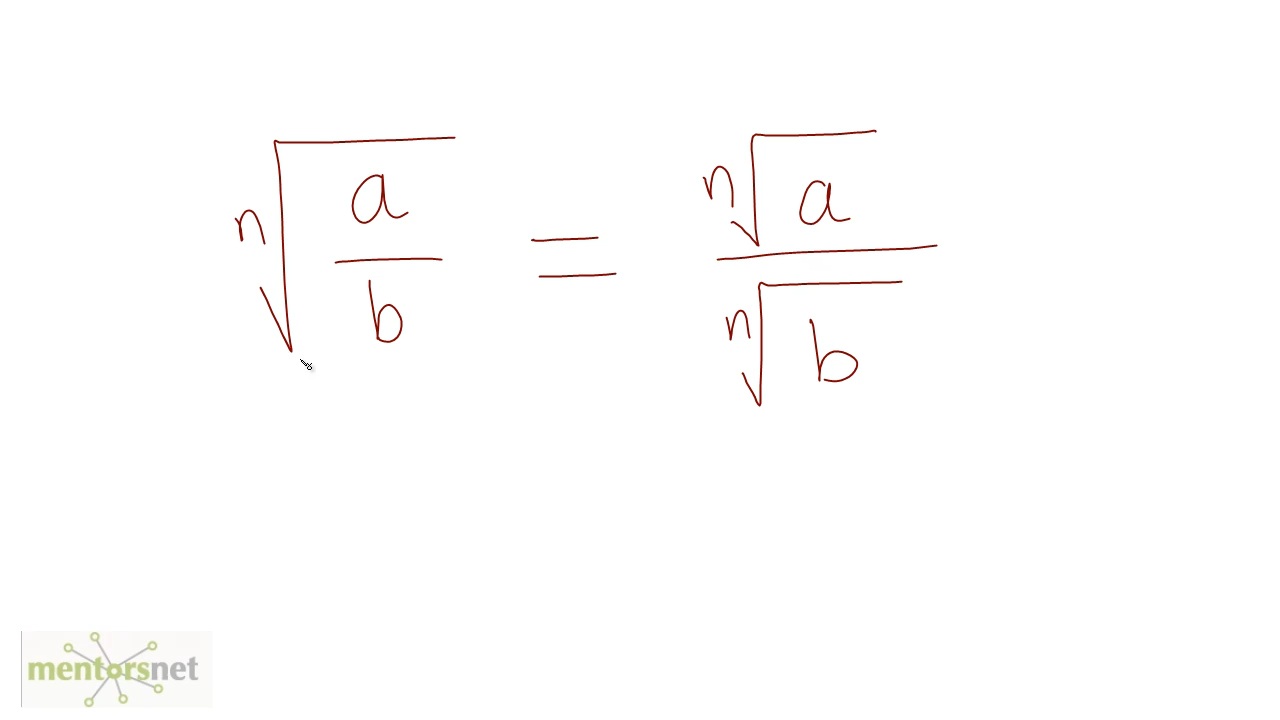 ⁿ√(a/b) = ⁿ√a / ⁿ√b
mentorsnet